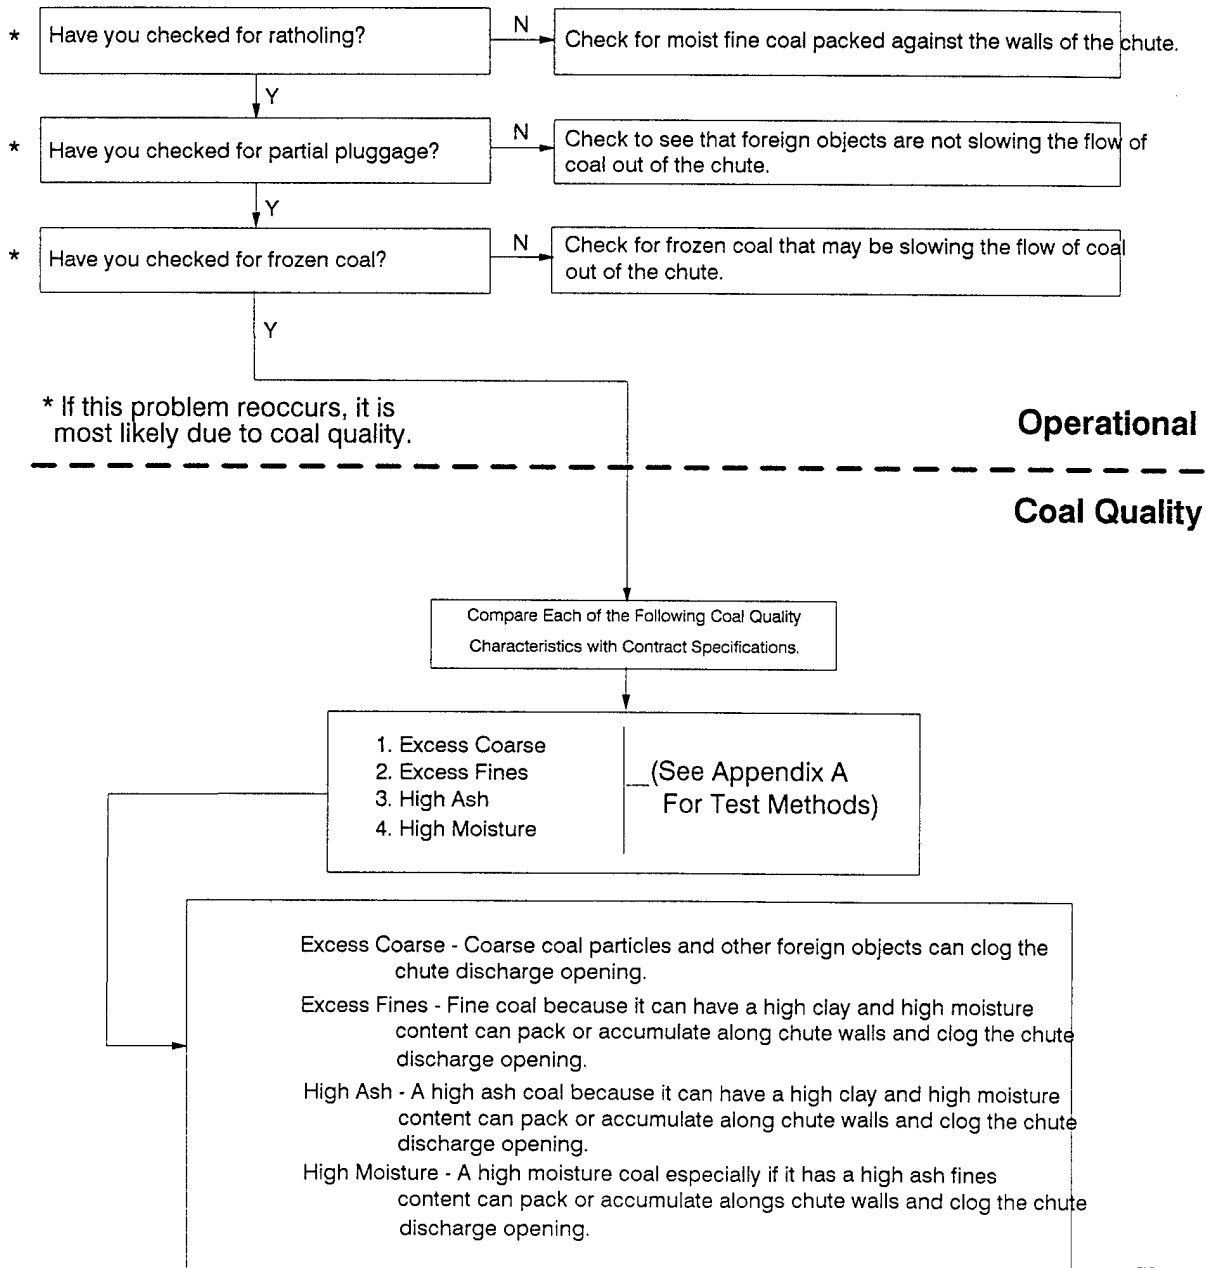 * Have you checked for ratholing?
N
Check for moist fine coal packed against the walls of the chute.
Y
* Have you checked for partial pluggage?
N
Check to see that foreign objects are not slowing the flow of
coal out of the chute.
Y
* Have you checked for frozen coal?
N
Check for frozen coal that may be slowing the flow of coal
out of the chute.
Y
* If this problem reoccurs, it is
most likely due to coal quality.
Operational
Coal Quality
Compare Each of the Following Coal Quality
Characteristics with Contract Specifications.
1. Excess Coarse
2. Excess Fines
3. High Ash
4. High Moisture
(See Appendix A
For Test Methods)
Excess Coarse - Coarse coal particles and other foreign objects can clog the
chute discharge opening.
Excess Fines - Fine coal because it can have a high clay and high moisture
content can pack or accumulate along chute walls and clog the chute
discharge opening.
High Ash - A high ash coal because it can have a high clay and high moisture
content can pack or accumulate along chute walls and clog the chute
discharge opening.
High Moisture - A high moisture coal especially if it has a high ash fines
content can pack or accumulate alongs chute walls and clog the chute
discharge opening.